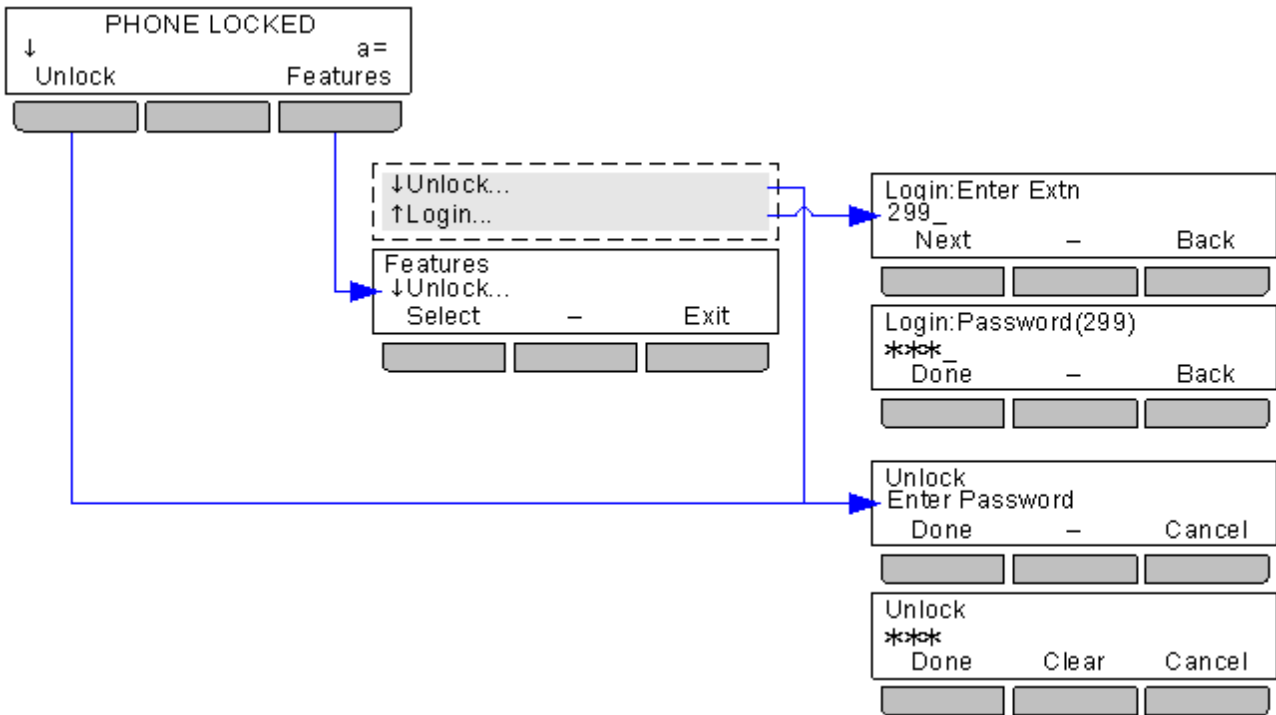 PHONE LOCKED
↓ a=
Unlock Features
↓Unlock...
↑Login...
Features
↓Unlock...
Select – Exit
Login:Enter Extn
299_
Next – Back
Login:Password(299)
***_
Done – Back
Unlock
Enter Password
Done – Cancel
Unlock
***
Done Clear Cancel